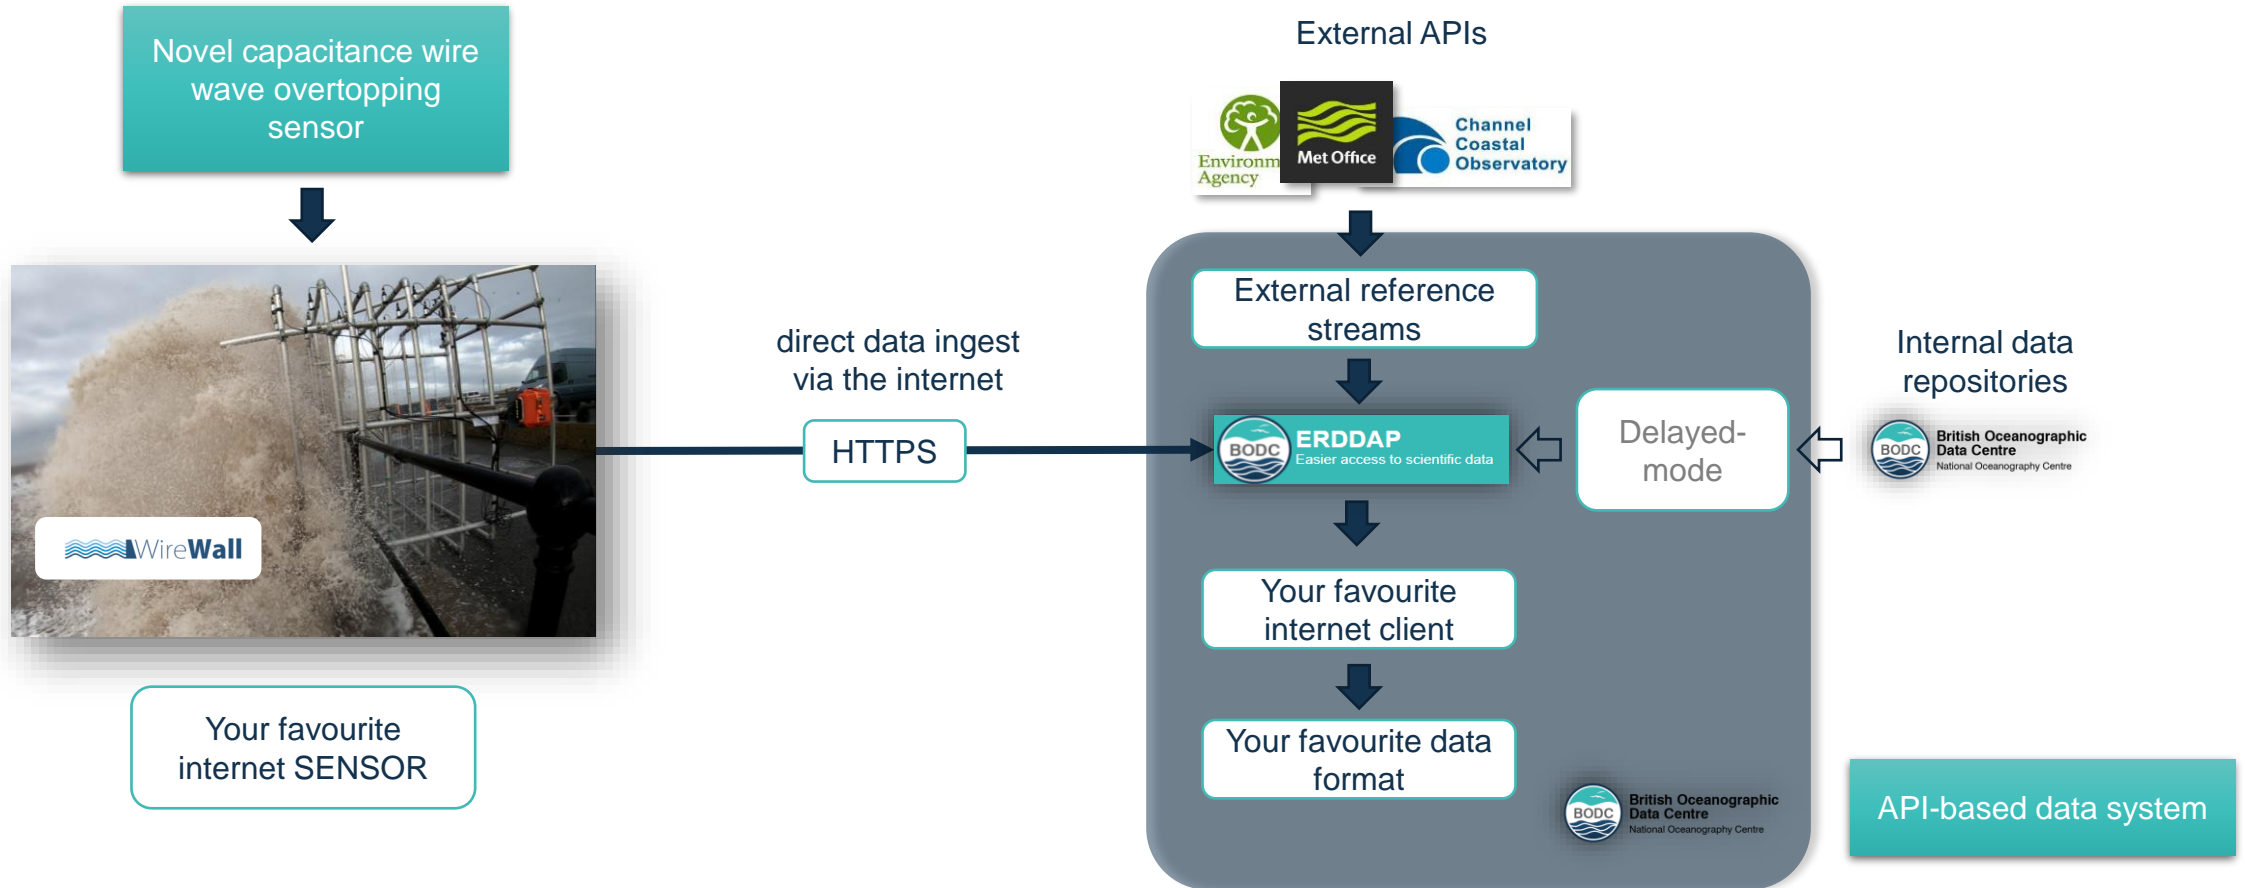 Novel capacitance wire
wave overtopping
sensor
WireWall
Your favourite
internet SENSOR
direct data ingest
via the internet
HTTPS
External APIs
Environm
Agency
Met Office
Channel
Coastal
Observatory
External reference
streams
BODC
ERDDAP
Easier access to scientific data
Delayed-
mode
Internal data
repositories
BODC
British Oceanographic
Data Centre
National Oceanography Centre
Your favourite
internet client
Your favourite data
format
BODC
British Oceanographic
Data Centre
National Oceanography Centre
API-based data system